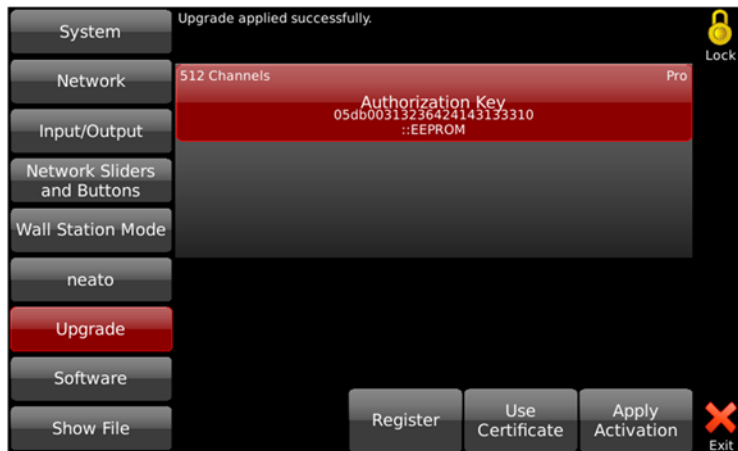 System
Network
Input/Output
Network Sliders
and Buttons
Wall Station Mode
neato
Upgrade
Software
Show File
Upgrade applied successfully.
512 Channels
Pro
Authorization Key
05db00313236424143133310
::EEPROM
Register
Use
Certificate
Apply
Activation
Lock
Exit